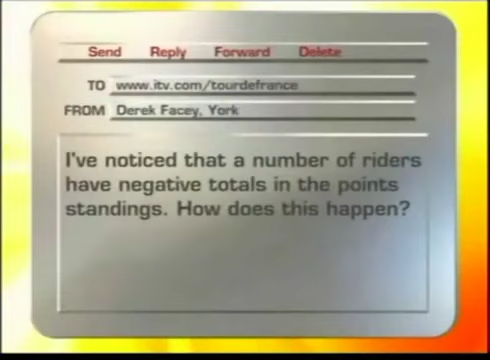 Send Reply Forward Delete
TO www.itv.com/tourdefrance
FROM Derek Facey, York
I've noticed that a number of riders
have negative totals in the points
standings. How does this happen?